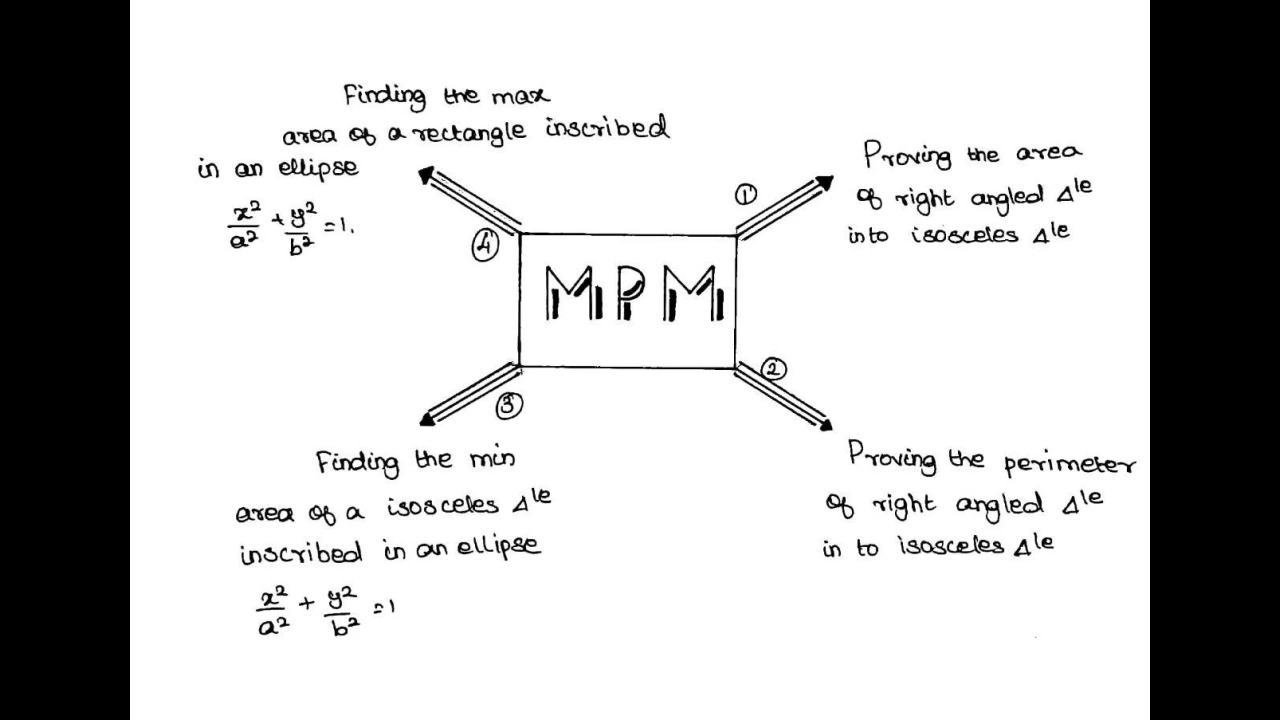 Finding the max
area of a rectangle inscribed
in an ellipse
x²/a² + y²/b² = 1.
④
①
Proving the area
of right angled Δle
into isosceles Δle
MPM
③
②
Finding the min
area of a isosceles Δle
inscribed in an ellipse
x²/a² + y²/b² = 1
Proving the perimeter
of right angled Δle
in to isosceles Δle